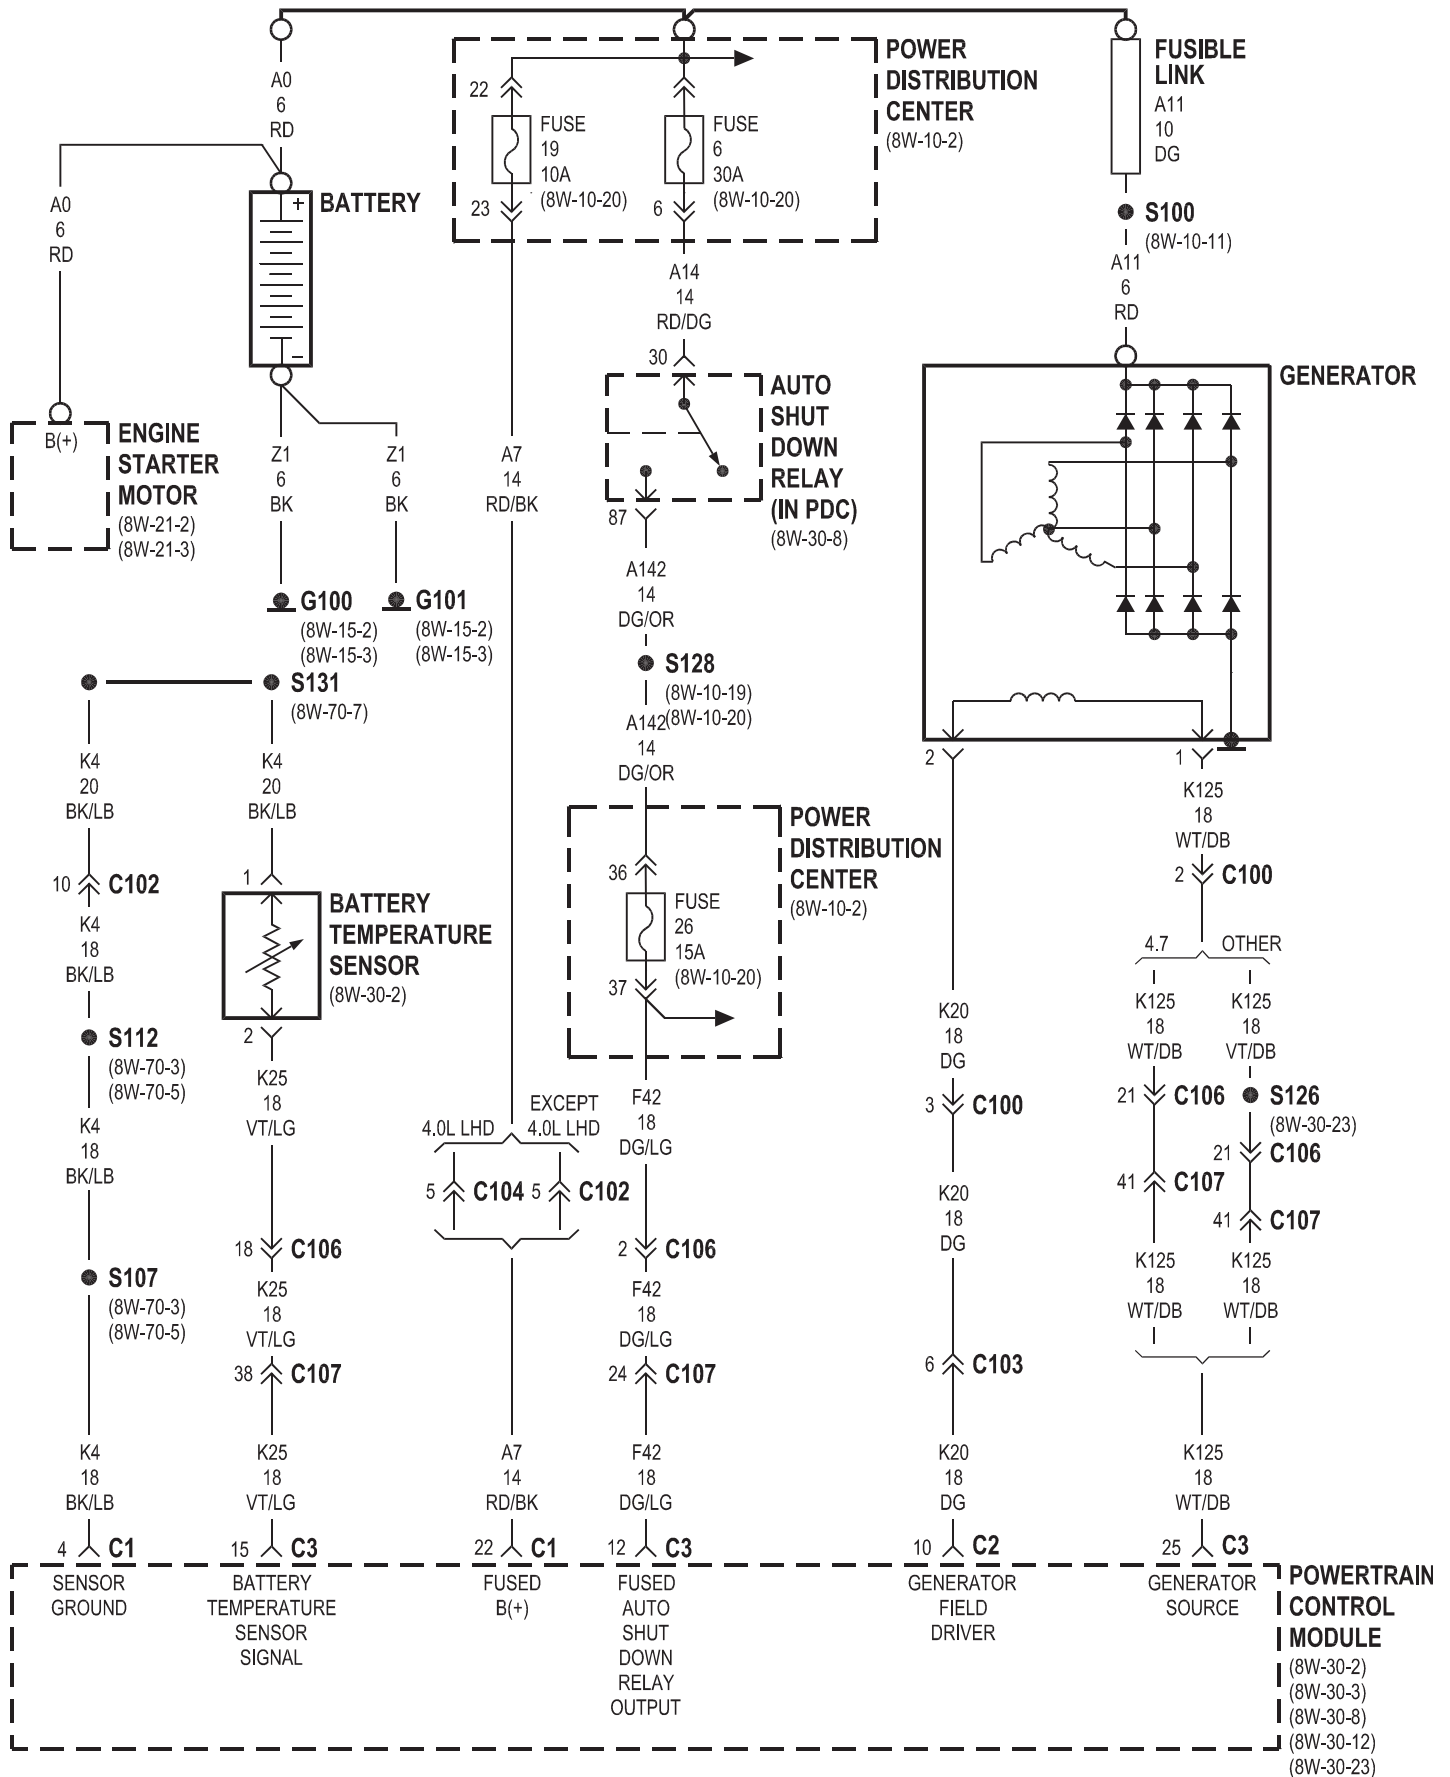 A0
6
RD
A0
6
RD
+
BATTERY
–
B(+)
ENGINE
STARTER
MOTOR
(8W-21-2)
(8W-21-3)
Z1
6
BK
Z1
6
BK
G100
(8W-15-2)
(8W-15-3)
G101
(8W-15-2)
(8W-15-3)
POWER
DISTRIBUTION
CENTER
(8W-10-2)
22
FUSE
19
10A
(8W-10-20)
23
FUSE
6
30A
(8W-10-20)
6
A14
14
RD/DG
30
AUTO
SHUT
DOWN
RELAY
(IN PDC)
(8W-30-8)
87
A7
14
RD/BK
A142
14
DG/OR
S128
(8W-10-19)
(8W-10-20)
A142
14
DG/OR
FUSIBLE
LINK
A11
10
DG
S100
(8W-10-11)
A11
6
RD
GENERATOR
2
1
S131
(8W-70-7)
K4
20
BK/LB
K4
20
BK/LB
10
C102
K4
18
BK/LB
S112
(8W-70-3)
(8W-70-5)
K4
18
BK/LB
S107
(8W-70-3)
(8W-70-5)
K4
18
BK/LB
1
BATTERY
TEMPERATURE
SENSOR
(8W-30-2)
2
K25
18
VT/LG
18
C106
K25
18
VT/LG
38
C107
K25
18
VT/LG
EXCEPT
4.0L LHD
4.0L LHD
5
C104
5
C102
A7
14
RD/BK
POWER
DISTRIBUTION
CENTER
(8W-10-2)
36
FUSE
26
15A
(8W-10-20)
37
F42
18
DG/LG
2
C106
F42
18
DG/LG
24
C107
F42
18
DG/LG
K20
18
DG
3
C100
K20
18
DG
6
C103
K20
18
DG
K125
18
WT/DB
2
C100
4.7
OTHER
K125
18
WT/DB
K125
18
VT/DB
21
C106
S126
(8W-30-23)
21
C106
41
C107
41
C107
K125
18
WT/DB
K125
18
WT/DB
K125
18
WT/DB
4
C1
15
C3
22
C1
12
C3
10
C2
25
C3
SENSOR
GROUND
BATTERY
TEMPERATURE
SENSOR
SIGNAL
FUSED
B(+)
FUSED
AUTO
SHUT
DOWN
RELAY
OUTPUT
GENERATOR
FIELD
DRIVER
GENERATOR
SOURCE
POWERTRAIN
CONTROL
MODULE
(8W-30-2)
(8W-30-3)
(8W-30-8)
(8W-30-12)
(8W-30-23)